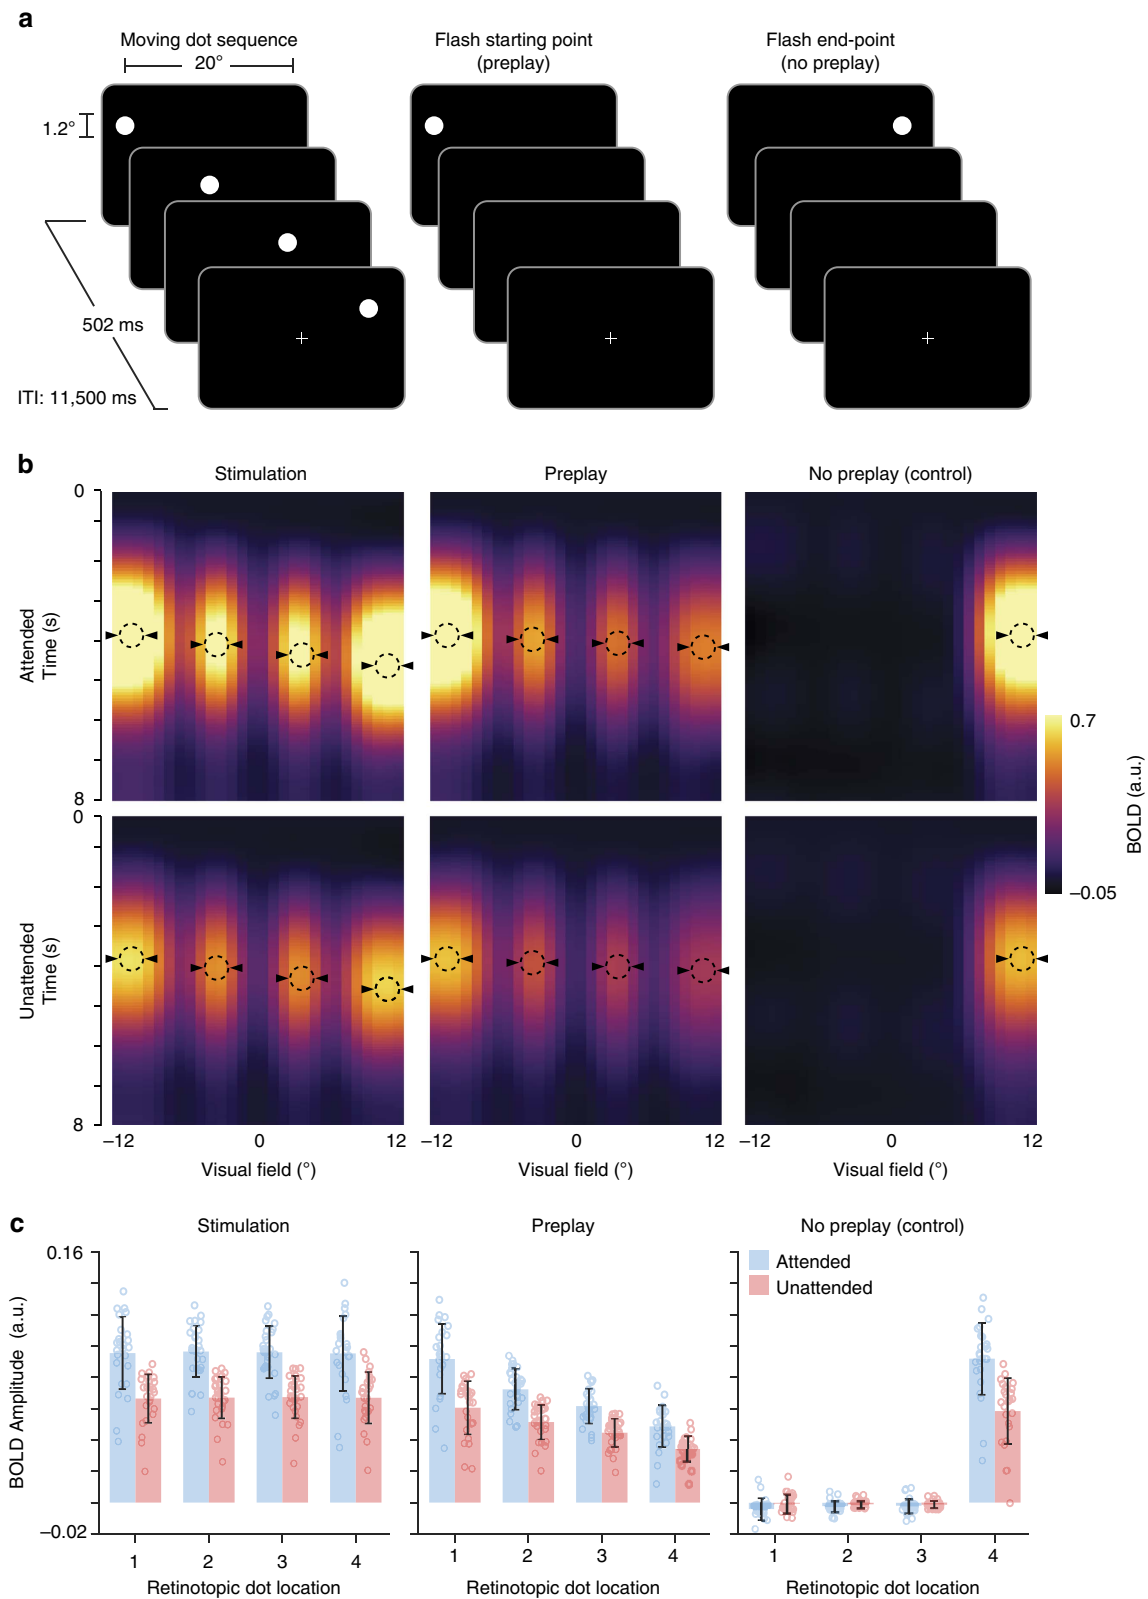 a
Moving dot sequence
20°
Flash starting point
(preplay)
Flash end-point
(no preplay)
1.2°
502 ms
ITI: 11,500 ms
b
Stimulation
Preplay
No preplay (control)
0
Attended
Time (s)
8
0
Unattended
Time (s)
8
0.7
BOLD (a.u.)
−0.05
−12 0 12
−12 0 12
−12 0 12
Visual field (°)
Visual field (°)
Visual field (°)
c
Stimulation
Preplay
No preplay (control)
0.16
BOLD Amplitude (a.u.)
−0.02
Attended
Unattended
1 2 3 4
1 2 3 4
1 2 3 4
Retinotopic dot location
Retinotopic dot location
Retinotopic dot location